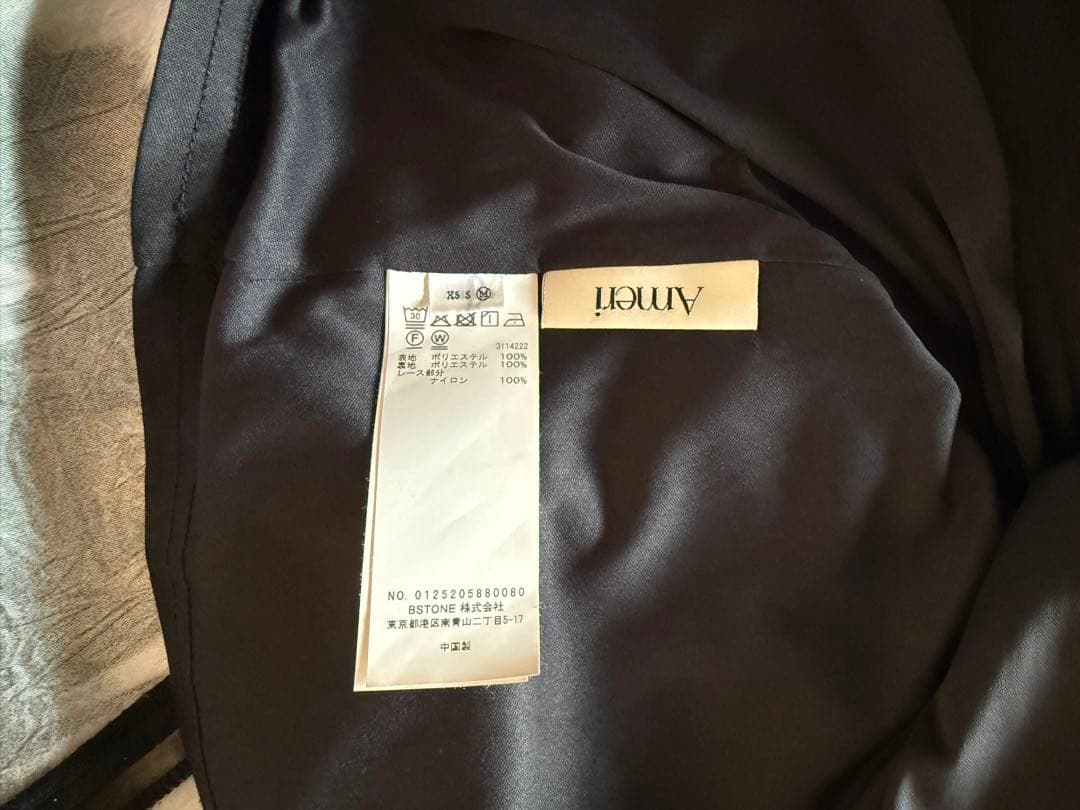 XS S M
30
F W
3114222
表地 ポリエステル 100%
裏地 ポリエステル 100%
レース部分
ナイロン 100%
NO. 0125205880080
BSTONE 株式会社
東京都港区南青山二丁目5-17
中国製
Ameri